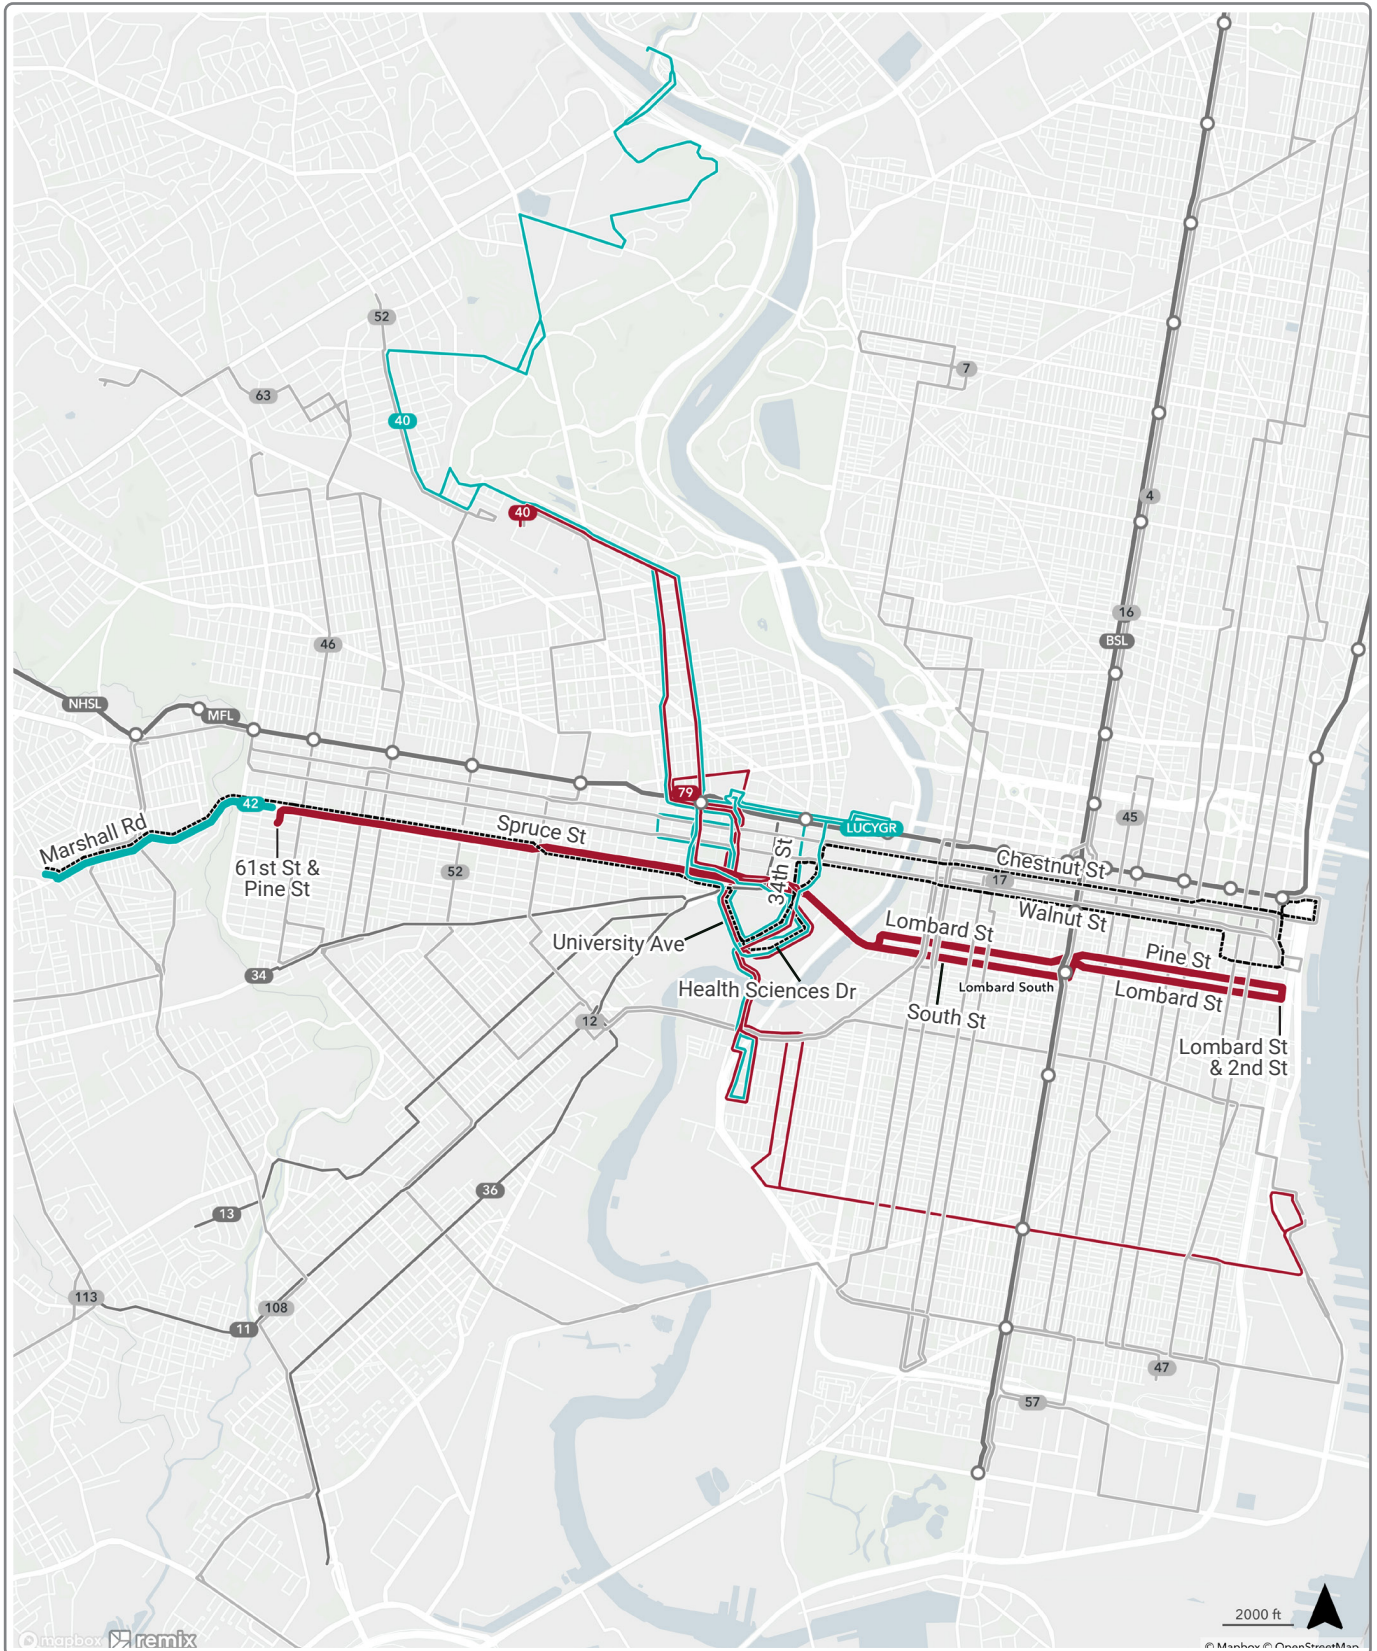 52
7
63
40
4
40
16
BSL
46
NHSL
MFL
79
42
LUCYGR
45
Marshall Rd
Spruce St
34th St
Chestnut St
61st St &
Pine St
52
17
Walnut St
Lombard St
University Ave
Pine St
34
Health Sciences Dr
Lombard South
Lombard St
South St
12
Lombard St
& 2nd St
36
13
113
108
11
47
57
2000 ft
mapbox remix
© Mapbox © OpenStreetMap